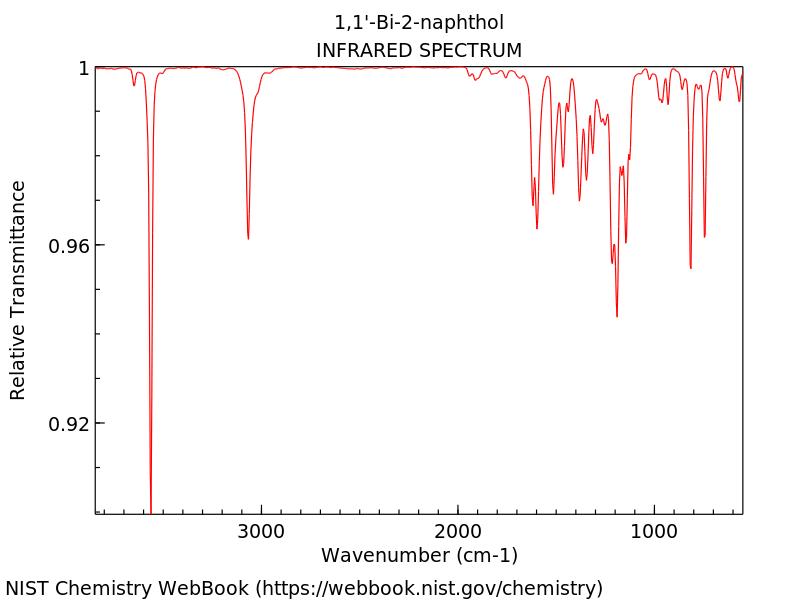 1,1'-Bi-2-naphthol
INFRARED SPECTRUM
1
0.96
0.92
Relative Transmittance
3000 2000 1000
Wavenumber (cm-1)
NIST Chemistry WebBook (https://webbook.nist.gov/chemistry)